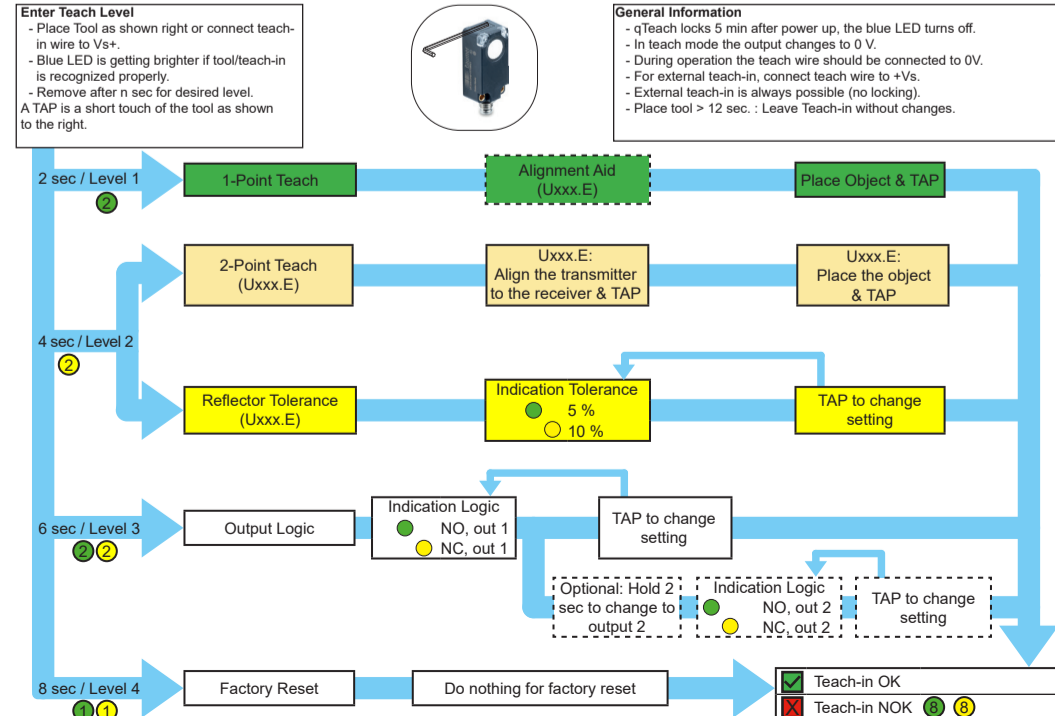 Enter Teach Level
- Place Tool as shown right or connect teach-
in wire to Vs+.
- Blue LED is getting brighter if tool/teach-in
is recognized properly.
- Remove after n sec for desired level.
A TAP is a short touch of the tool as shown
to the right.
General Information
- qTeach locks 5 min after power up, the blue LED turns off.
- In teach mode the output changes to 0 V.
- During operation the teach wire should be connected to 0V.
- For external teach-in, connect teach wire to +Vs.
- External teach-in is always possible (no locking).
- Place tool > 12 sec. : Leave Teach-in without changes.
2 sec / Level 1
2
1-Point Teach
Alignment Aid
(Uxxx.E)
Place Object & TAP
4 sec / Level 2
2
2-Point Teach
(Uxxx.E)
Uxxx.E:
Align the transmitter
to the receiver & TAP
Uxxx.E:
Place the object
& TAP
Reflector Tolerance
(Uxxx.E)
Indication Tolerance
5 %
10 %
TAP to change
setting
6 sec / Level 3
2 2
Output Logic
Indication Logic
NO, out 1
NC, out 1
TAP to change
setting
Optional: Hold 2
sec to change to
output 2
Indication Logic
NO, out 2
NC, out 2
TAP to change
setting
8 sec / Level 4
1 1
Factory Reset
Do nothing for factory reset
Teach-in OK
Teach-in NOK 8 8